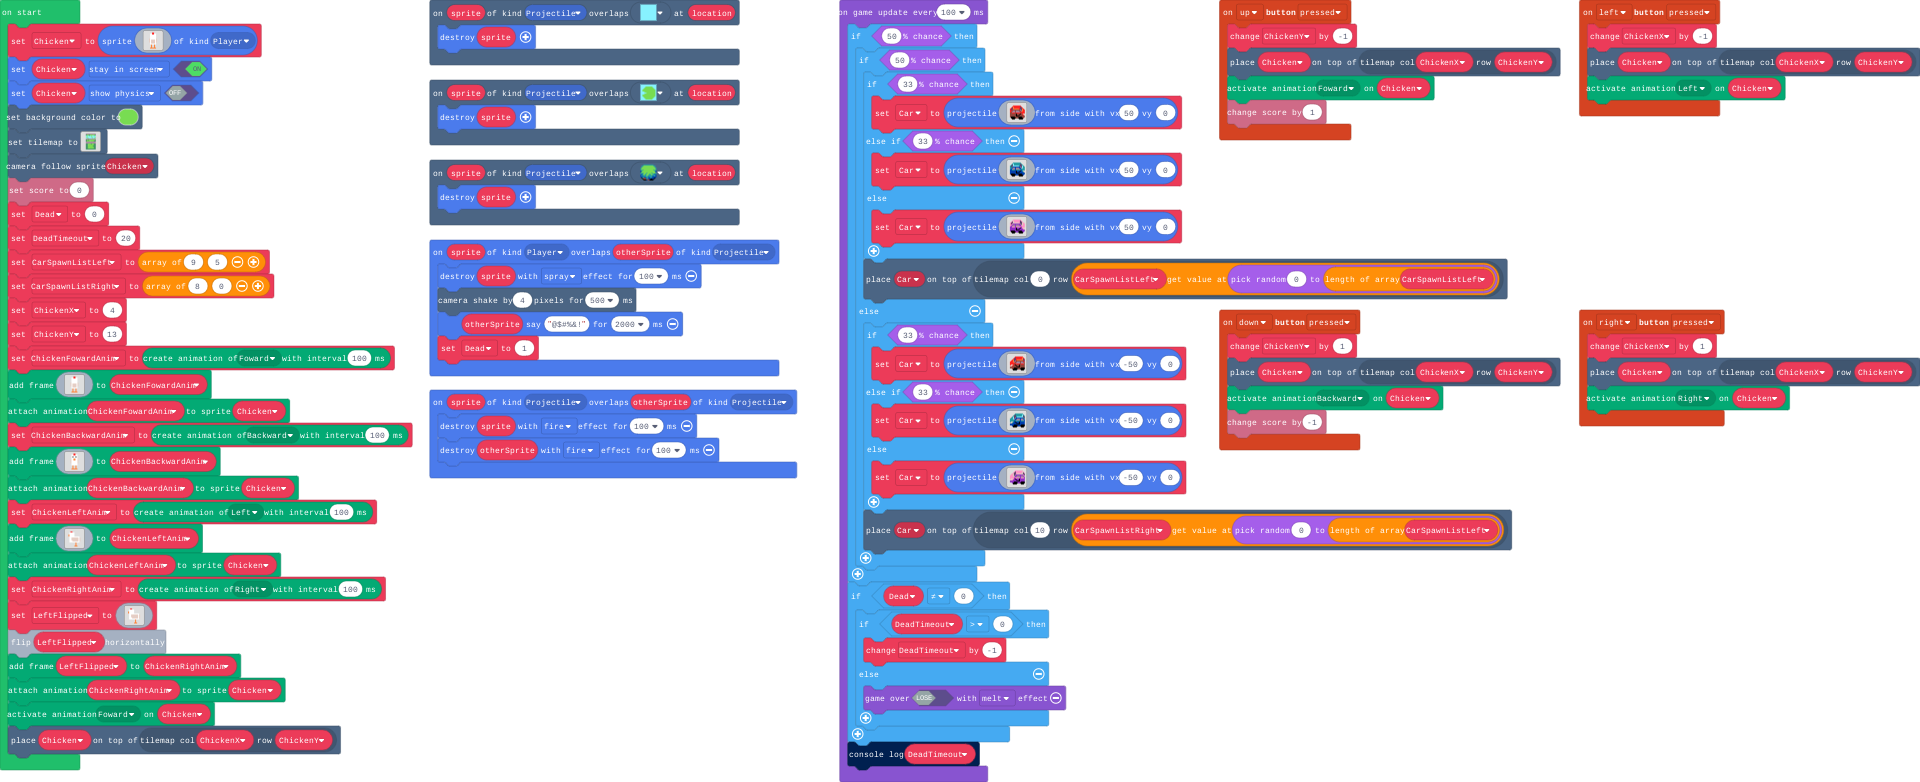 on start
set Chicken to sprite of kind Player
set Chicken stay in screen ON
set Chicken show physics OFF
set background color to
set tilemap to
camera follow sprite Chicken
set score to 0
set Dead to 0
set DeadTimeout to 20
set CarSpawnListLeft to array of 9 5
set CarSpawnListRight to array of 8 0
set ChickenX to 4
set ChickenY to 13
set ChickenFowardAnim to create animation of Foward with interval 100 ms
add frame to ChickenFowardAnim
attach animation ChickenFowardAnim to sprite Chicken
set ChickenBackwardAnim to create animation of Backward with interval 100 ms
add frame to ChickenBackwardAnim
attach animation ChickenBackwardAnim to sprite Chicken
set ChickenLeftAnim to create animation of Left with interval 100 ms
add frame to ChickenLeftAnim
attach animation ChickenLeftAnim to sprite Chicken
set ChickenRightAnim to create animation of Right with interval 100 ms
set LeftFlipped to
flip LeftFlipped horizontally
add frame LeftFlipped to ChickenRightAnim
attach animation ChickenRightAnim to sprite Chicken
activate animation Foward on Chicken
place Chicken on top of tilemap col ChickenX row ChickenY
on sprite of kind Projectile overlaps at location
destroy sprite
on sprite of kind Projectile overlaps at location
destroy sprite
on sprite of kind Projectile overlaps at location
destroy sprite
on sprite of kind Player overlaps otherSprite of kind Projectile
destroy sprite with spray effect for 100 ms
camera shake by 4 pixels for 500 ms
otherSprite say "@$#%&!" for 2000 ms
set Dead to 1
on sprite of kind Projectile overlaps otherSprite of kind Projectile
destroy sprite with fire effect for 100 ms
destroy otherSprite with fire effect for 100 ms
on game update every 100 ms
if 50 % chance then
if 50 % chance then
if 33 % chance then
set Car to projectile from side with vx 50 vy 0
else if 33 % chance then
set Car to projectile from side with vx 50 vy 0
else
set Car to projectile from side with vx 50 vy 0
place Car on top of tilemap col 0 row CarSpawnListLeft get value at pick random 0 to length of array CarSpawnListLeft
else
if 33 % chance then
set Car to projectile from side with vx -50 vy 0
else if 33 % chance then
set Car to projectile from side with vx -50 vy 0
else
set Car to projectile from side with vx -50 vy 0
place Car on top of tilemap col 10 row CarSpawnListRight get value at pick random 0 to length of array CarSpawnListLeft
if Dead ≠ 0 then
if DeadTimeout > 0 then
change DeadTimeout by -1
else
game over LOSE with melt effect
console log DeadTimeout
on up button pressed
change ChickenY by -1
place Chicken on top of tilemap col ChickenX row ChickenY
activate animation Foward on Chicken
change score by 1
on left button pressed
change ChickenX by -1
place Chicken on top of tilemap col ChickenX row ChickenY
activate animation Left on Chicken
on down button pressed
change ChickenY by 1
place Chicken on top of tilemap col ChickenX row ChickenY
activate animation Backward on Chicken
change score by -1
on right button pressed
change ChickenX by 1
place Chicken on top of tilemap col ChickenX row ChickenY
activate animation Right on Chicken